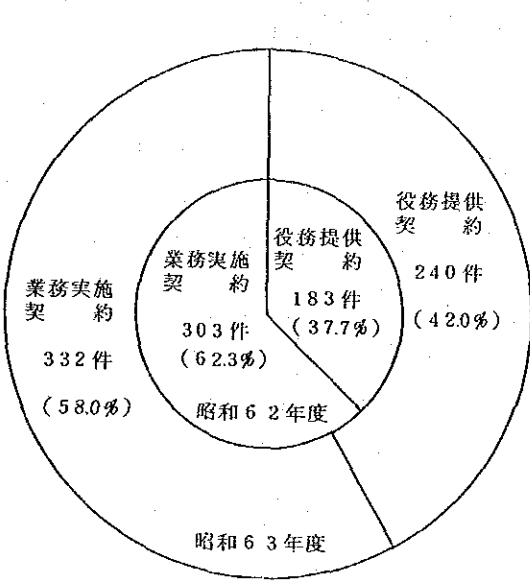 役務提供
契　　約
240件
(42.0%)
役務提供
契　　約
183件
(37.7%)
業務実施
契　　約
303件
(62.3%)
昭和62年度
業務実施
契　　約
332件
(58.0%)
昭和63年度